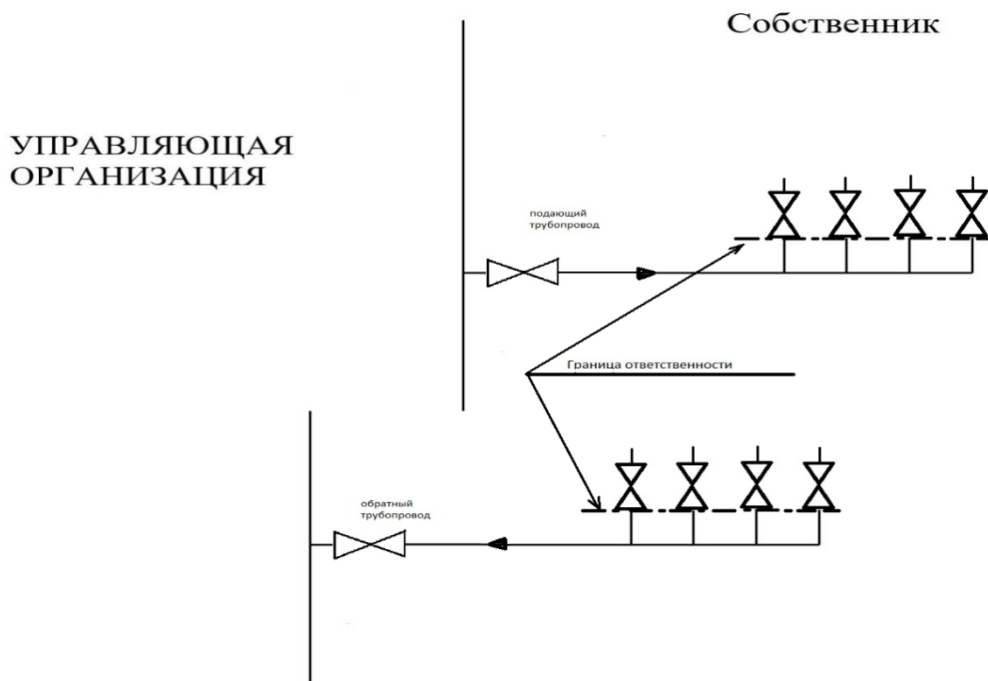 Собственник
УПРАВЛЯЮЩАЯ
ОРГАНИЗАЦИЯ
подающий
трубопровод
Граница ответственности
обратный
трубопровод